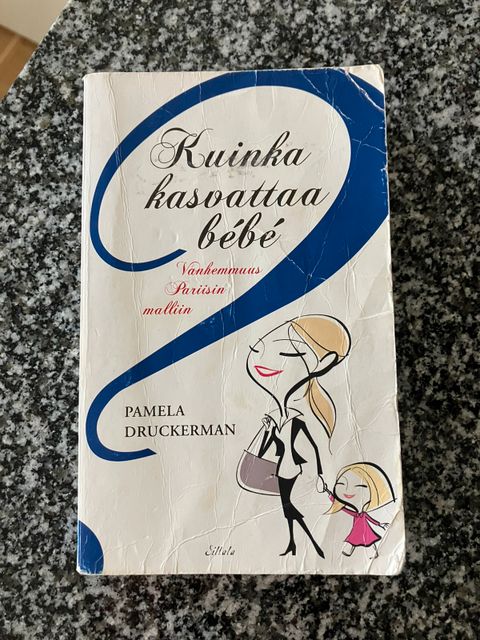 Kuinka
kasvattaa
bébé
Vanhemmuus
Pariisin
malliin
PAMELA
DRUCKERMAN
Siltala